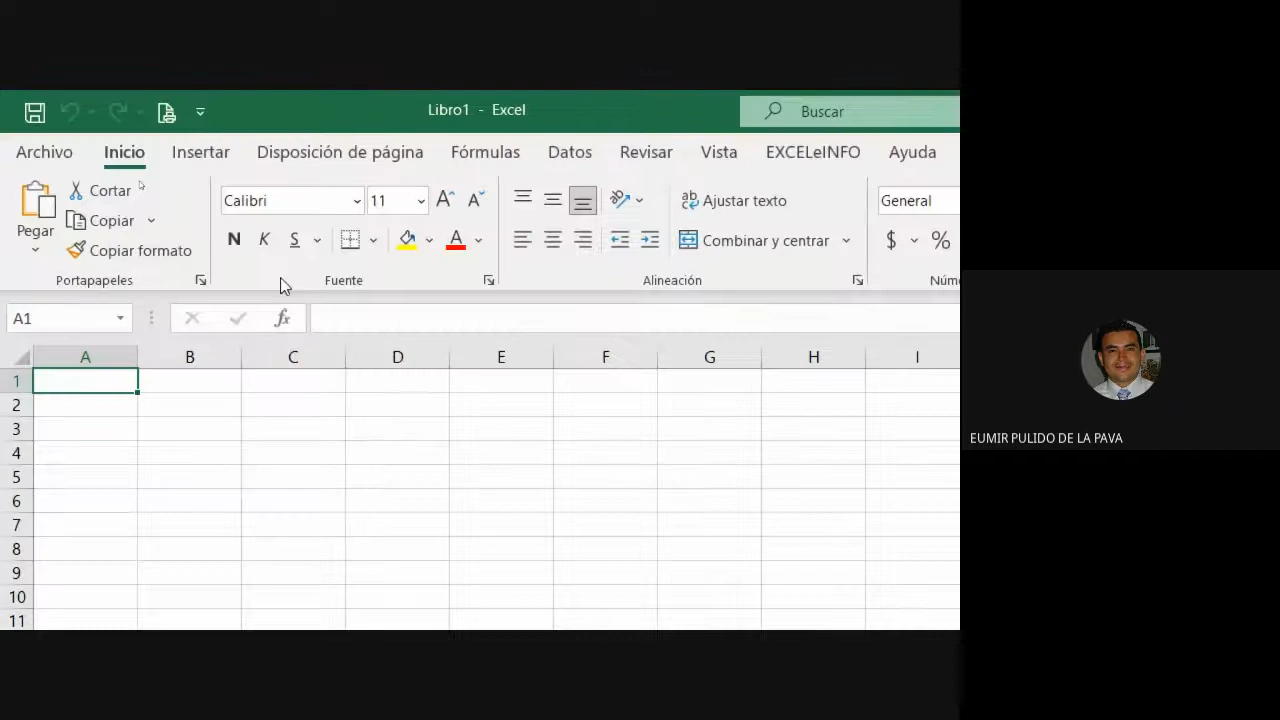 Libro1 - Excel
Buscar
Archivo Inicio Insertar Disposición de página Fórmulas Datos Revisar Vista EXCELeINFO Ayuda
Pegar
Cortar
Copiar
Copiar formato
Portapapeles
Calibri 11
N K S A
Fuente
ab Ajustar texto
Combinar y centrar
Alineación
General
$ %
Núme
A1 fx
A B C D E F G H I
1
2
3
4
5
6
7
8
9
10
11
EUMIR PULIDO DE LA PAVA